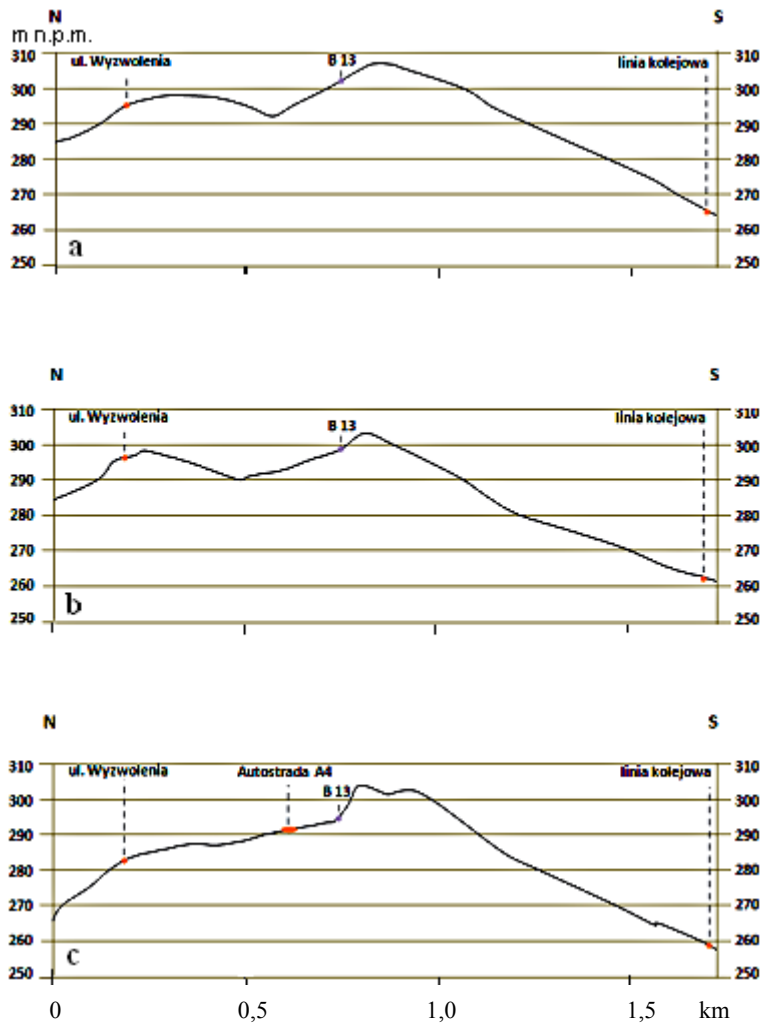 N S
m n.p.m.
ul. Wyzwolenia B 13 linia kolejowa
310 310
300 300
290 290
280 280
270 270
260 260
a
250 250
N S
310 310
ul. Wyzwolenia B 13 linia kolejowa
300 300
290 290
280 280
270 270
260 260
b
250 250
N S
310 310
ul. Wyzwolenia Autostrada A4 linia kolejowa
B 13
300 300
290 290
280 280
270 270
260 260
c
250 250
0 0,5 1,0 1,5 km